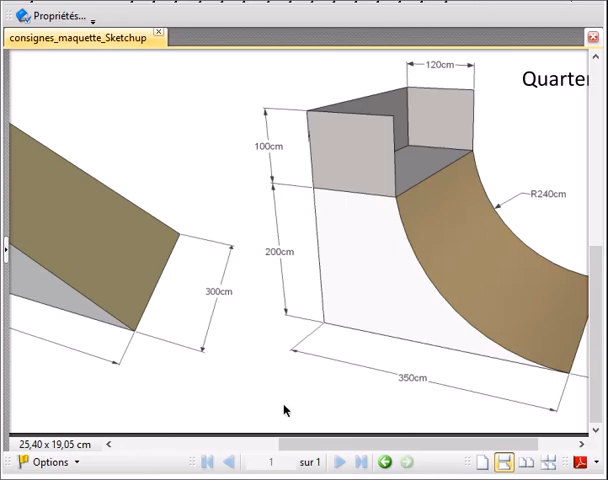 Propriétés...
consignes_maquette_Sketchup
Quarter
120cm
100cm
R240cm
200cm
300cm
350cm
25,40 x 19,05 cm
Options
1
sur 1